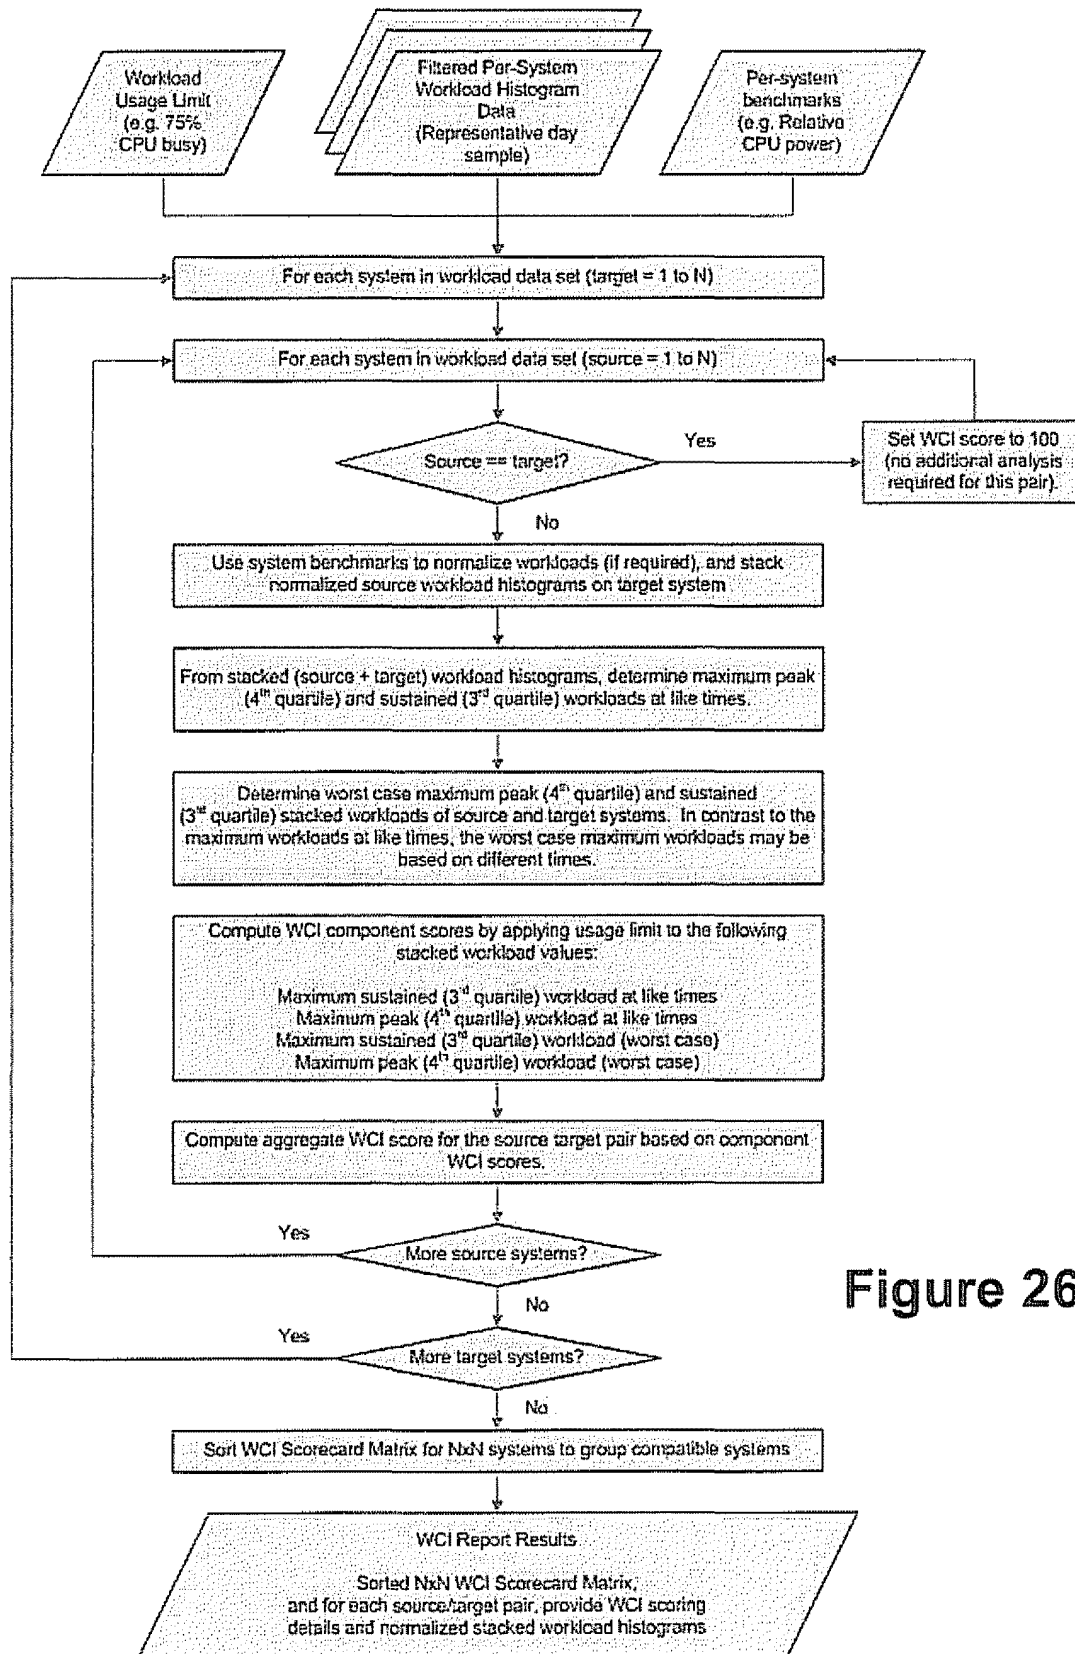 Workload
Usage Limit
(e.g. 75%
CPU busy)
Filtered Per-System
Workload Histogram
Data
(Representative day
sample)
Per-system
benchmarks
(e.g. Relative
CPU power)
For each system in workload data set (target = 1 to N)
For each system in workload data set (source = 1 to N)
Source == target?
Yes
Set WCI score to 100
(no additional analysis
required for this pair).
No
Use system benchmarks to normalize workloads (if required), and stack
normalized source workload histograms on target system
From stacked (source + target) workload histograms, determine maximum peak
(4th quartile) and sustained (3rd quartile) workloads at like times.
Determine worst case maximum peak (4th quartile) and sustained
(3rd quartile) stacked workloads of source and target systems. In contrast to the
maximum workloads at like times, the worst case maximum workloads may be
based on different times.
Compute WCI component scores by applying usage limit to the following
stacked workload values:
Maximum sustained (3rd quartile) workload at like times
Maximum peak (4th quartile) workload at like times
Maximum sustained (3rd quartile) workload (worst case)
Maximum peak (4th quartile) workload (worst case)
Compute aggregate WCI score for the source target pair based on component
WCI scores.
Yes
More source systems?
Figure 26
No
Yes
More target systems?
No
Sort WCI Scorecard Matrix for NxN systems to group compatible systems
WCI Report Results
Sorted NxN WCI Scorecard Matrix,
and for each source/target pair, provide WCI scoring
details and normalized stacked workload histograms